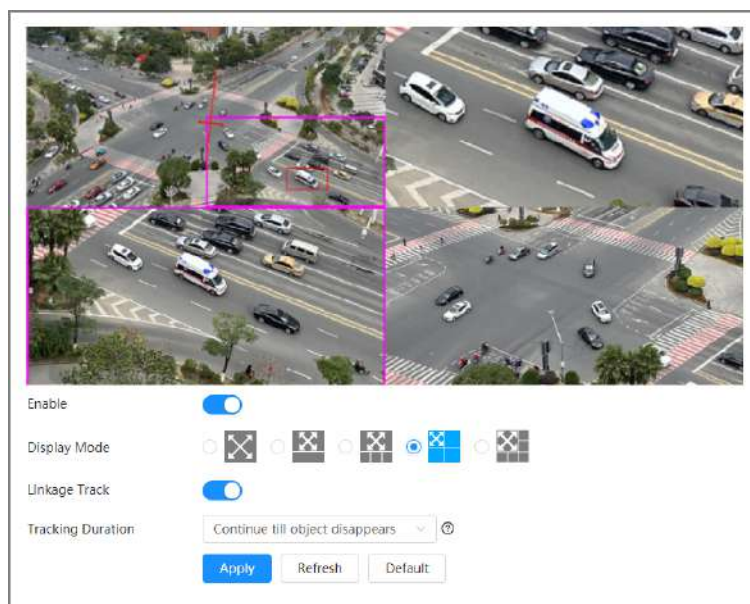 Enable
Display Mode
Linkage Track
Tracking Duration
Continue till object disappears
Apply
Refresh
Default